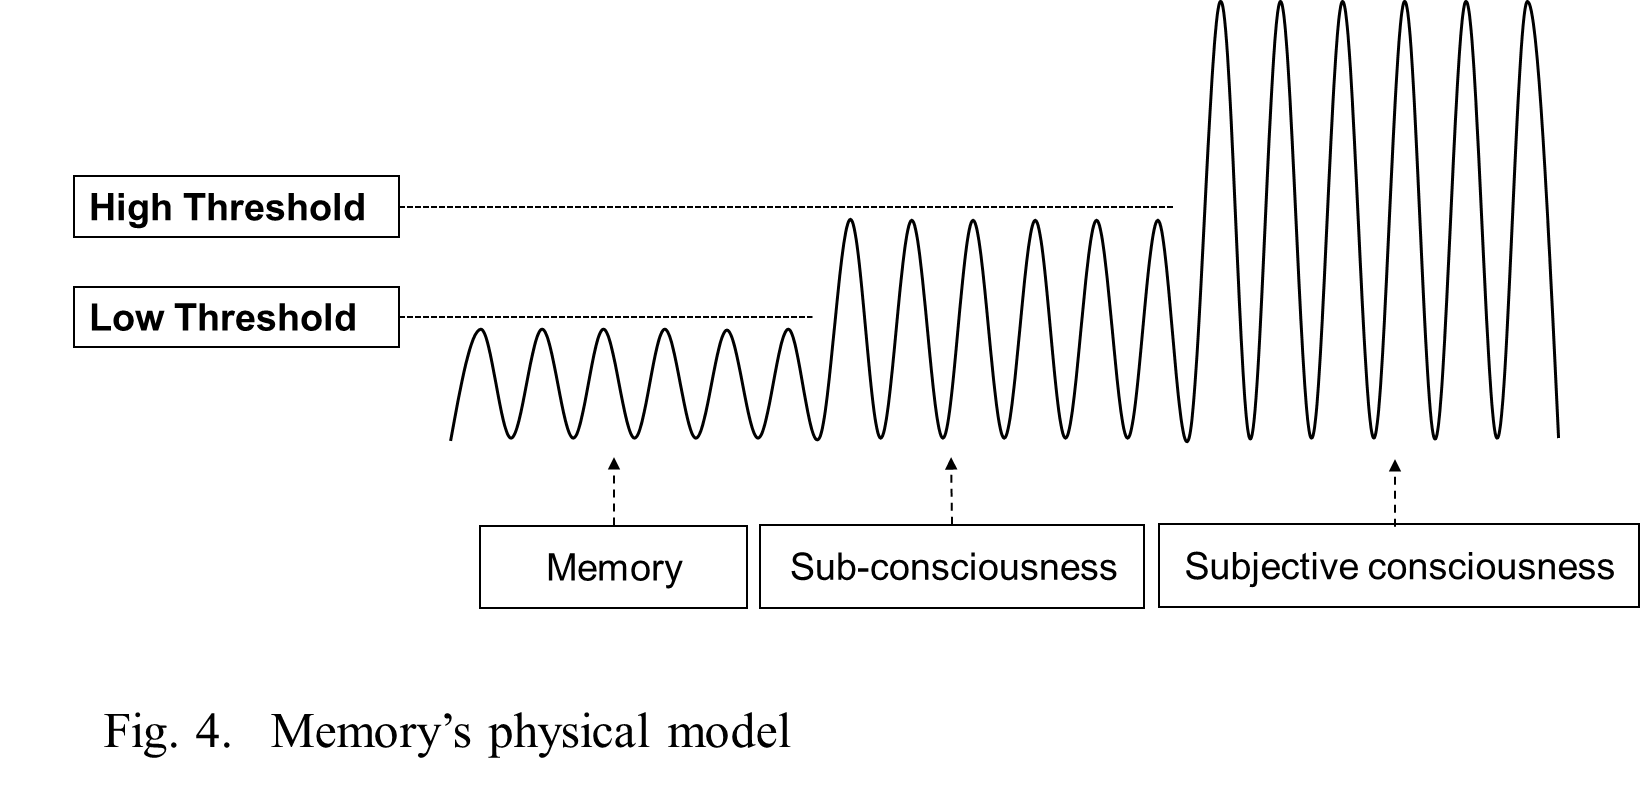 High Threshold
Low Threshold
Memory
Sub-consciousness
Subjective consciousness
Fig. 4. Memory’s physical model